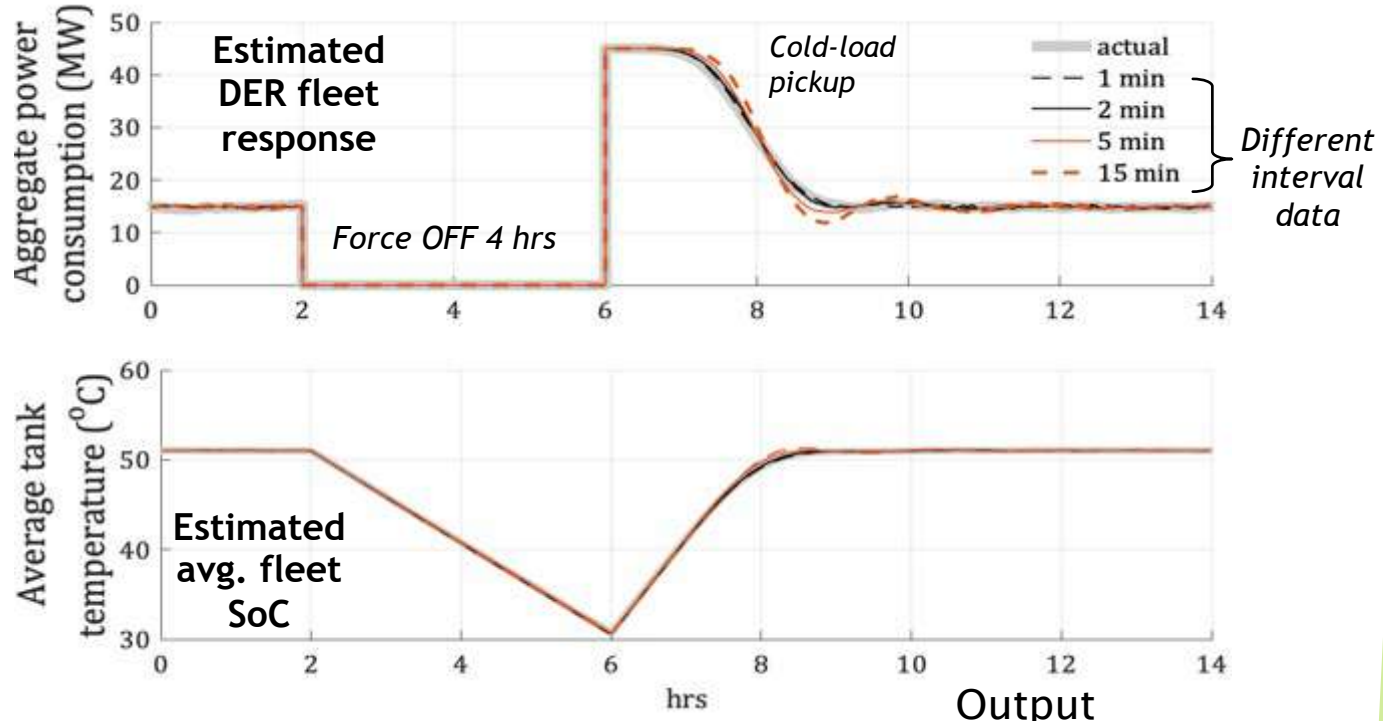 Aggregate power
consumption (MW)
50
40
30
20
10
0
Estimated
DER fleet
response
Force OFF 4 hrs
Cold-load
pickup
actual
1 min
2 min
5 min
15 min
Different
interval
data
0 2 4 6 8 10 12 14
Average tank
temperature (⁰C)
60
50
40
30
Estimated
avg. fleet
SoC
0 2 4 6 8 10 12 14
hrs
Output